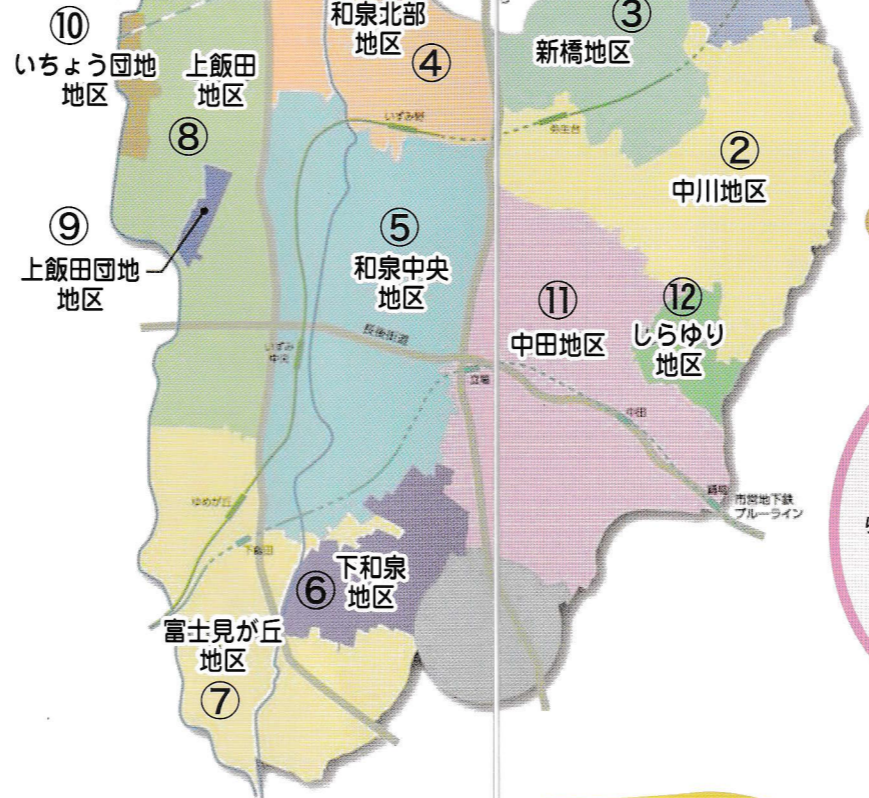 ⑩
いちょう団地
地区
上飯田
地区
⑧
和泉北部
地区
④
③
新橋地区
いずみ野
弥生台
②
中川地区
⑨
上飯田団地
地区
⑤
和泉中央
地区
⑪
中田地区
⑫
しらゆり
地区
長後街道
いずみ
中央
立場
中田
踊場
市営地下鉄
ブルーライン
ゆめが丘
下飯田
⑥
下和泉
地区
富士見が丘
地区
⑦